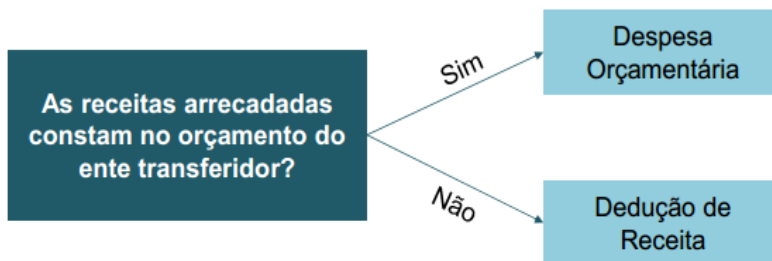 As receitas arrecadadas
constam no orçamento do
ente transferidor?
Sim
Despesa
Orçamentária
Não
Dedução de
Receita